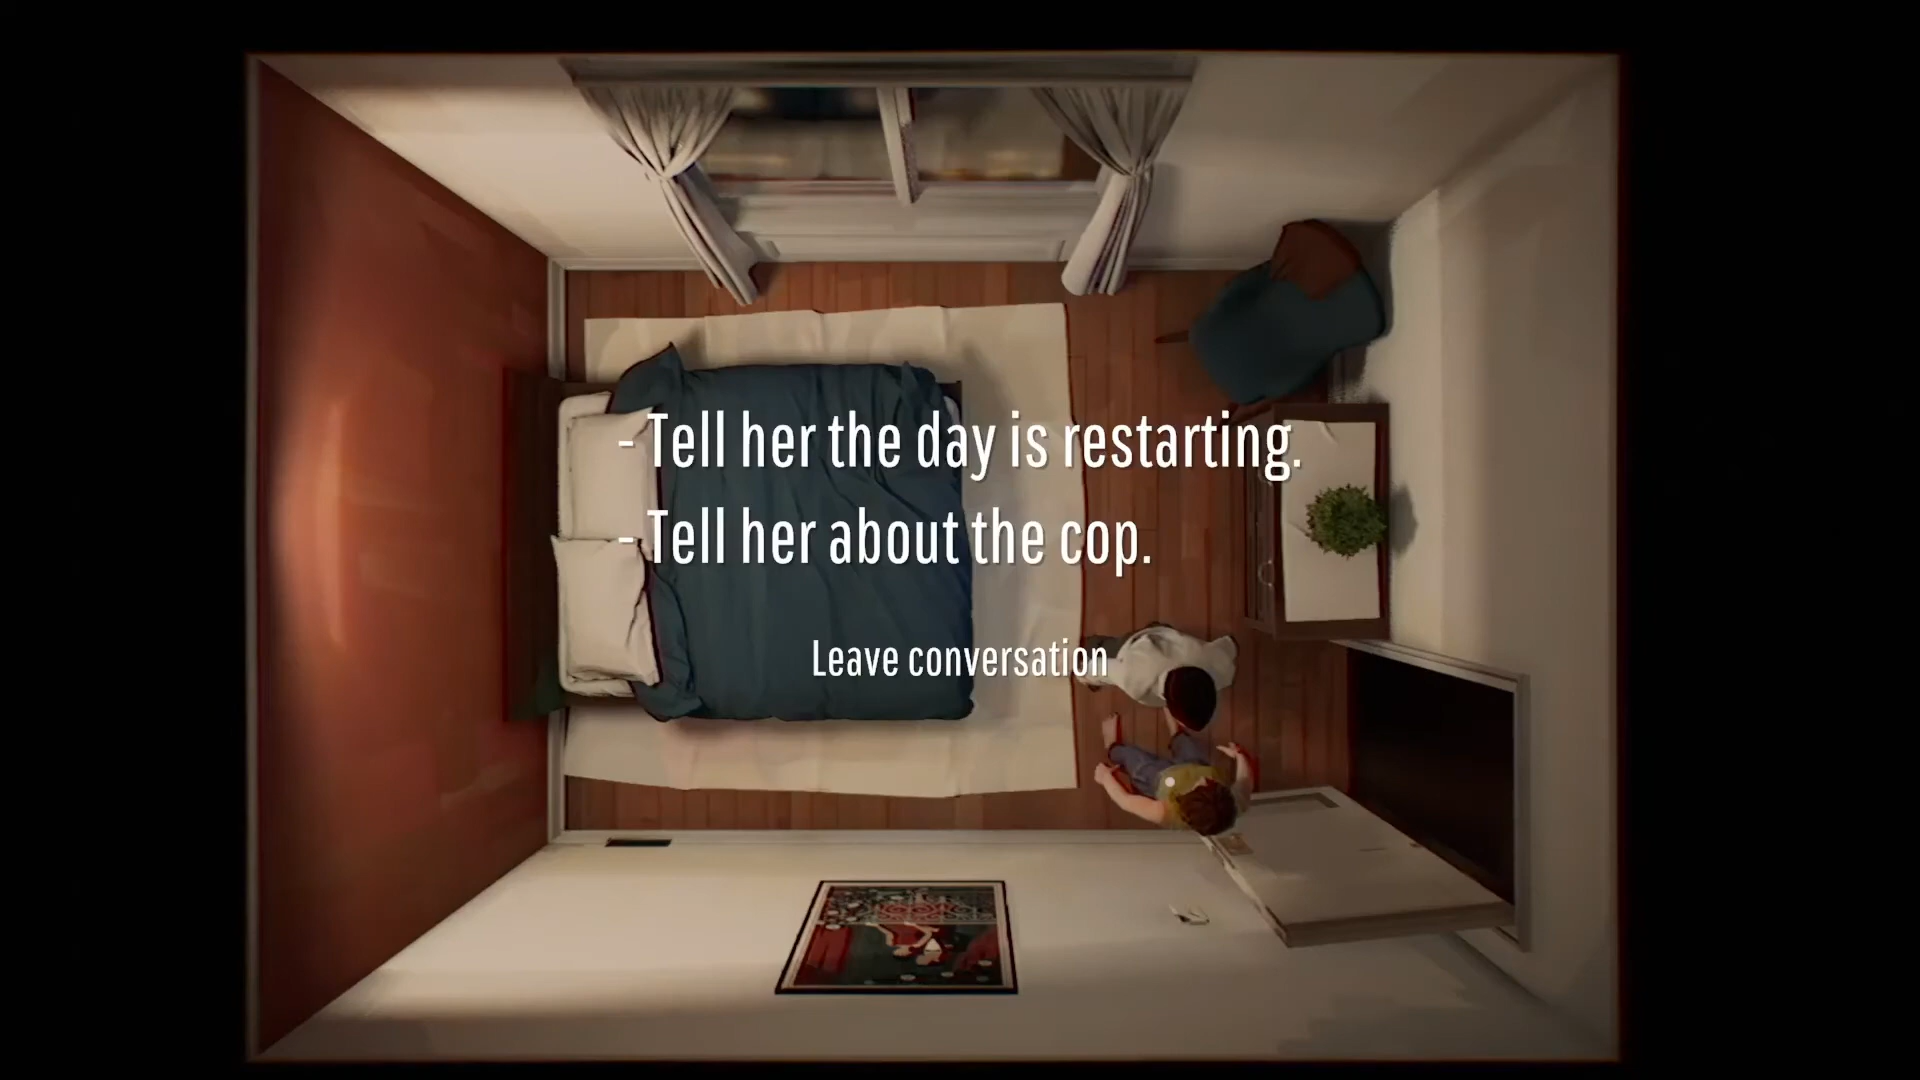 - Tell her the day is restarting.
- Tell her about the cop.
Leave conversation